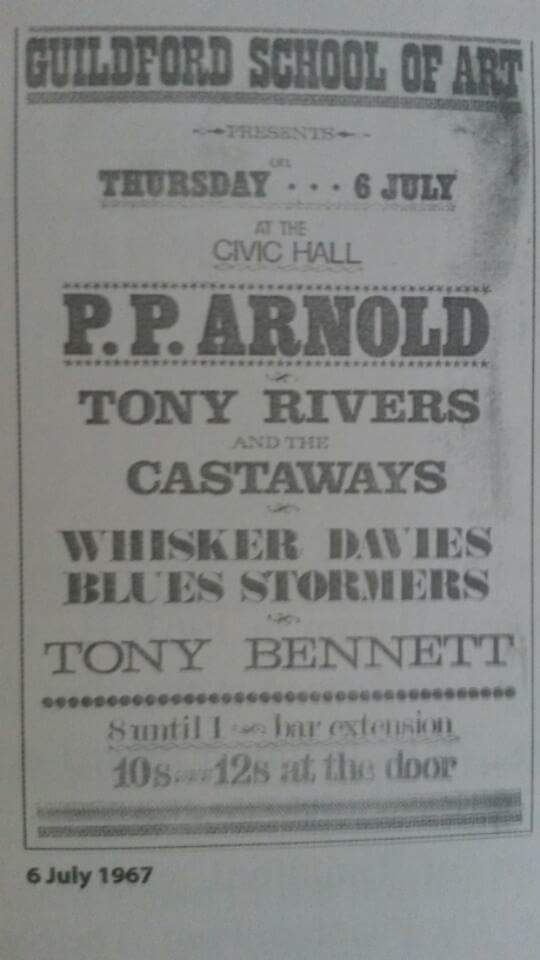 GUILDFORD SCHOOL OF ART
PRESENTS
on
THURSDAY ... 6 JULY
AT THE
CIVIC HALL
P. P. ARNOLD
TONY RIVERS
AND THE
CASTAWAYS
WHISKER DAVIES
BLUES STORMERS
TONY BENNETT
8 until 1 bar extension
10s 12s at the door
6 July 1967